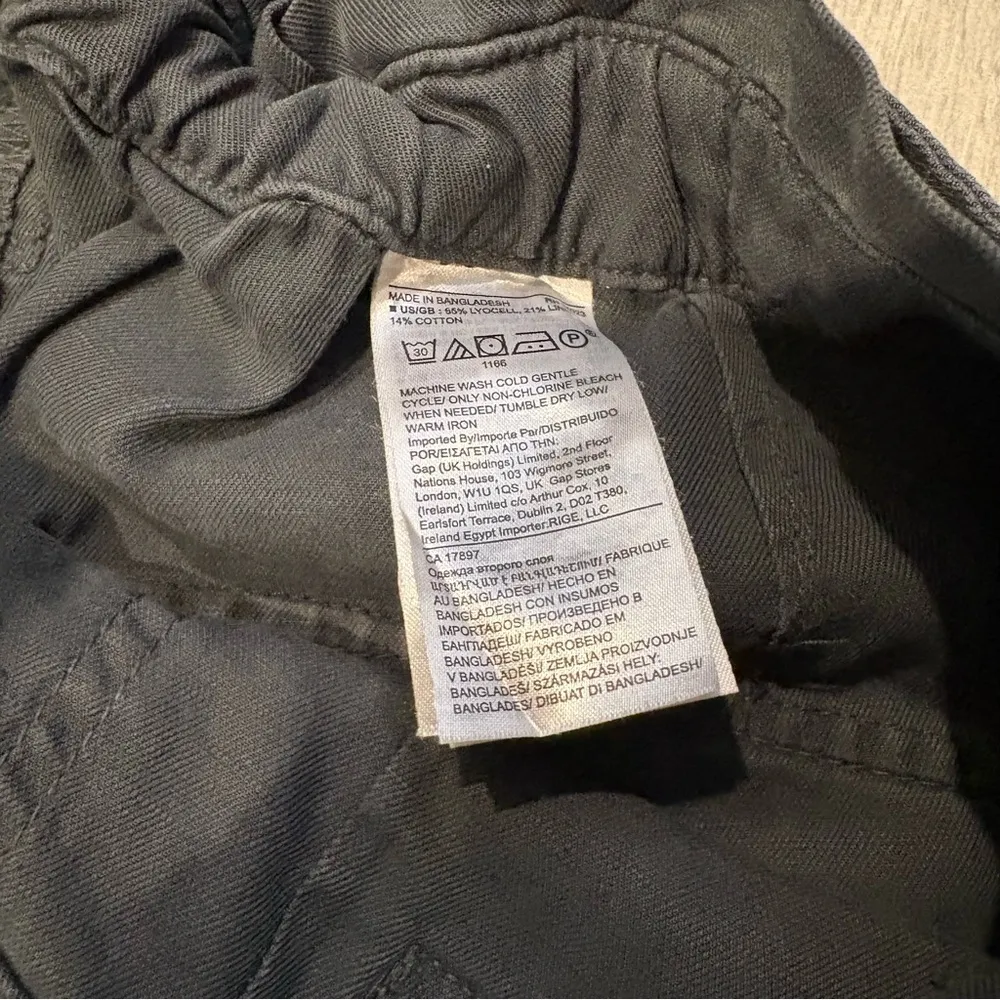 MADE IN BANGLADESH
US/GB : 65% LYOCELL, 21%
14% COTTON
30 P
1166
MACHINE WASH COLD GENTLE
CYCLE/ ONLY NON-CHLORINE BLEACH
WHEN NEEDED/ TUMBLE DRY LOW/
WARM IRON
Imported By/Importe Par/DISTRIBUIDO
POR/ΕΙΣΑΓΕΤΑΙ ΑΠΟ ΤΗΝ:
Gap (UK Holdings) Limited, 2nd Floor
Nations House, 103 Wigmore Street,
London, W1U 1QS, UK Gap Stores
(Ireland) Limited c/o Arthur Cox, 10
Earlsfort Terrace, Dublin 2, D02 T380,
Ireland Egypt Importer:RIGE, LLC
CA 17897
Одежда второго слоя
ԱՐՏԱԴՐՎԱԾ Է ԲԱՆԳԼԱԴԵՇՈՒՄ/ FABRIQUE
AU BANGLADESH/ HECHO EN
BANGLADESH CON INSUMOS
IMPORTADOS/ ПРОИЗВЕДЕНО В
БАНГЛАДЕШ/ FABRICADO EM
BANGLADESH/ VYROBENO
V BANGLADÉŠI/ ZEMLJA PROIZVODNJE
BANGLADEŠ/ SZÁRMAZÁSI HELY:
BANGLADES/ DIBUAT DI BANGLADESH/